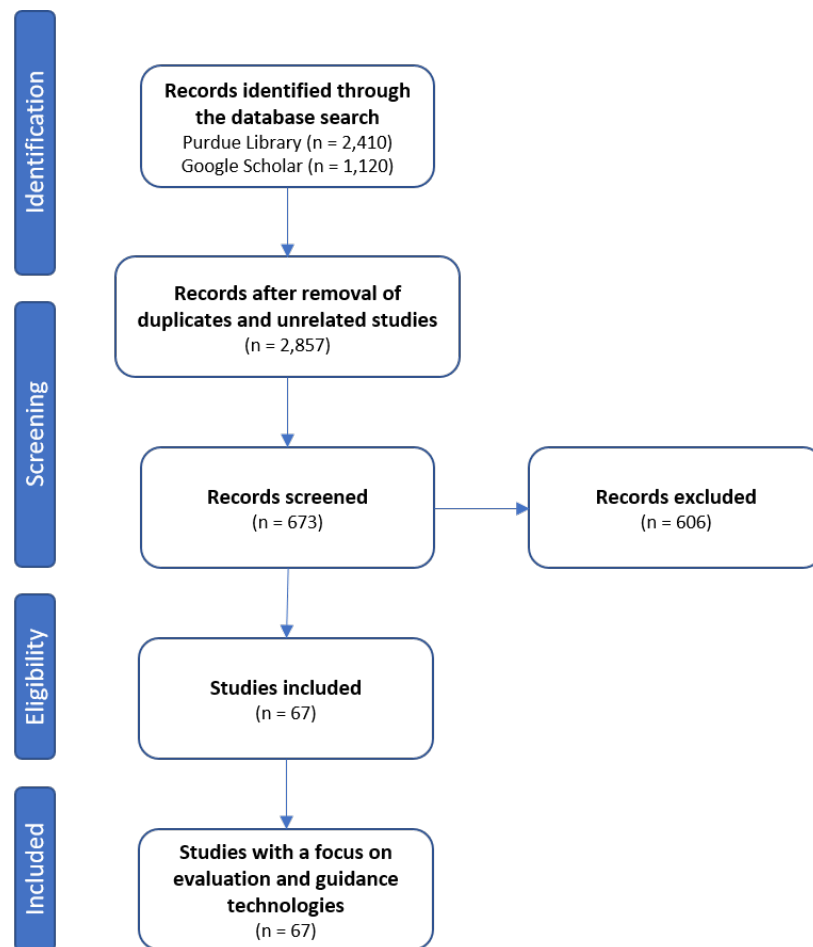 Identification
Records identified through
the database search
Purdue Library (n = 2,410)
Google Scholar (n = 1,120)
Screening
Records after removal of
duplicates and unrelated studies
(n = 2,857)
Records screened
(n = 673)
Records excluded
(n = 606)
Eligibility
Studies included
(n = 67)
Included
Studies with a focus on
evaluation and guidance
technologies
(n = 67)